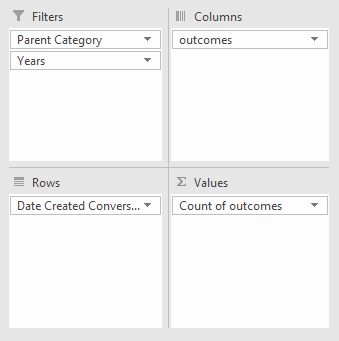 Filters
Parent Category
Years
Columns
outcomes
Rows
Date Created Convers...
Values
Count of outcomes